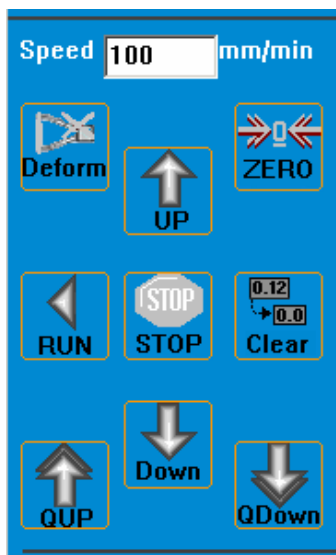 Speed 100 mm/min
Deform
ZERO
UP
RUN
STOP
STOP
0.12
0.0
Clear
Down
QUP
QDown